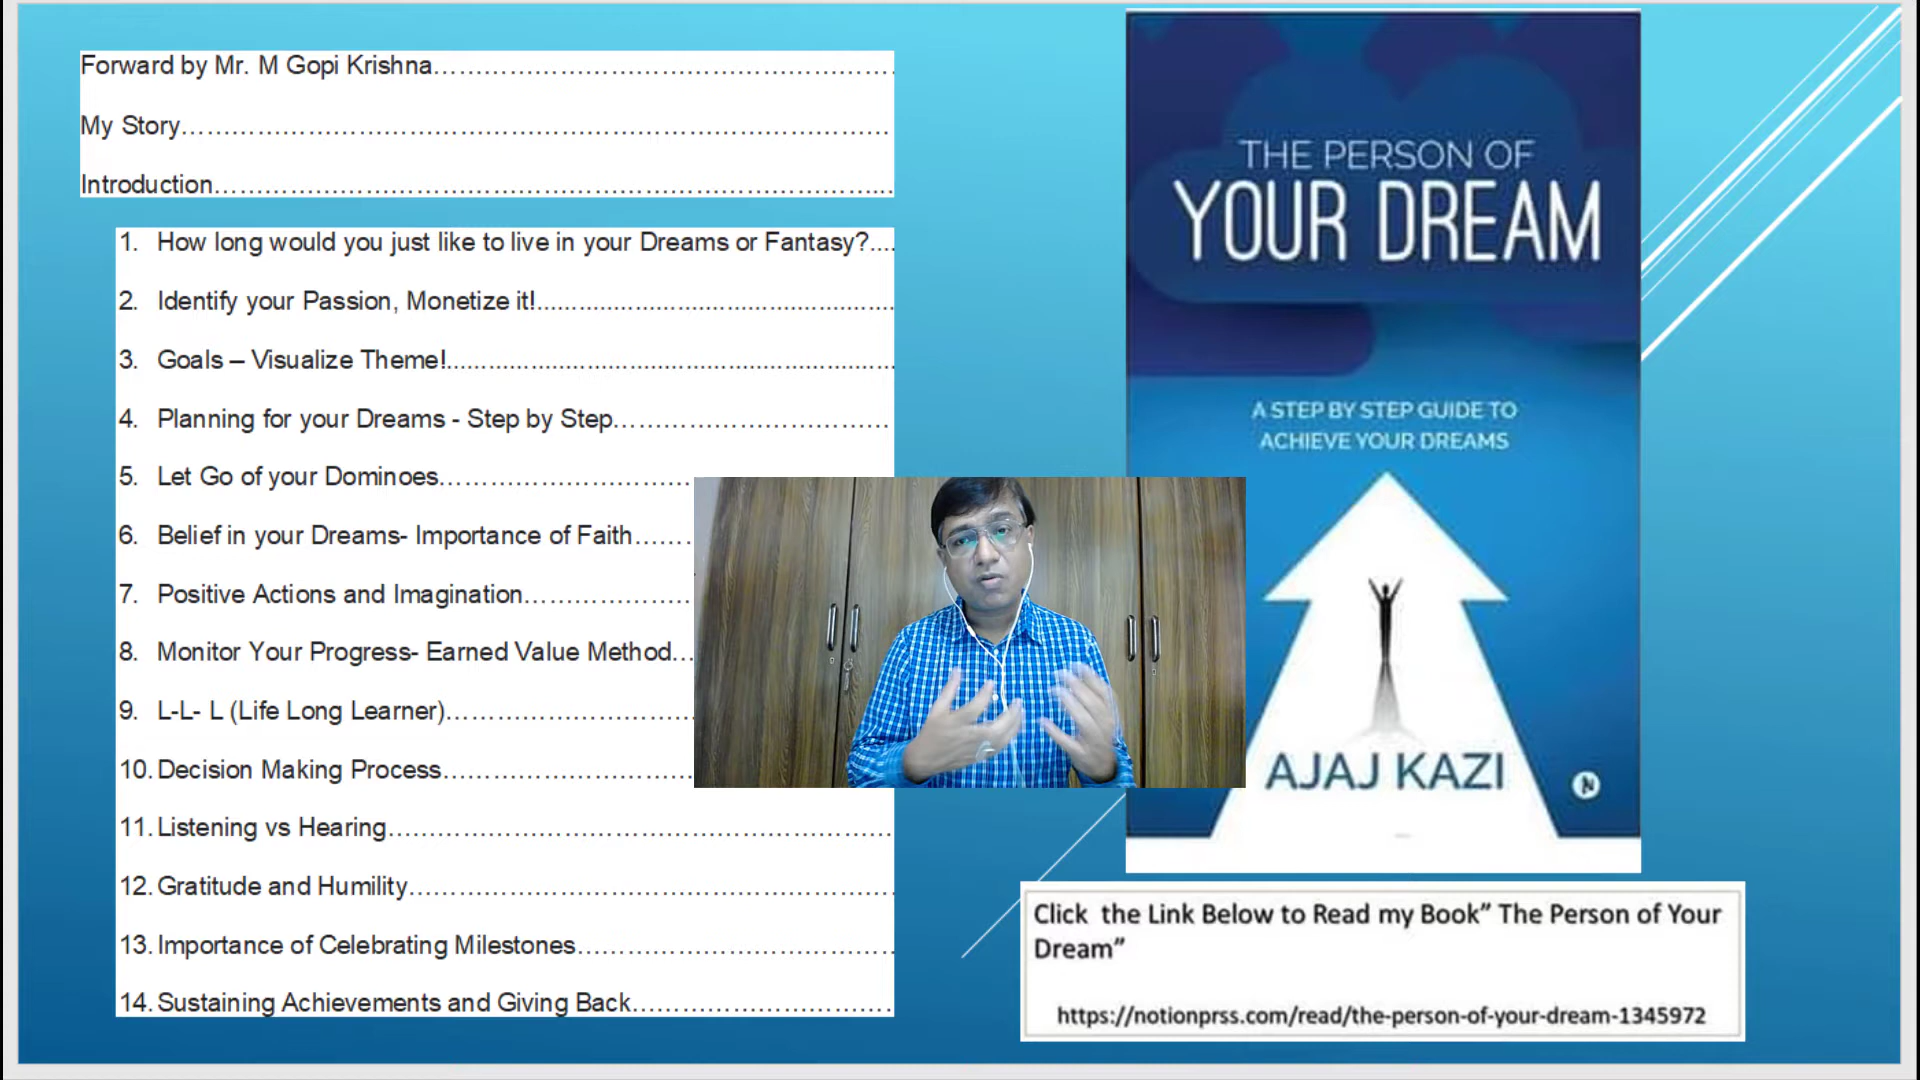 Forward by Mr. M Gopi Krishna……………………………………………….
My Story……………………………………………………………………
Introduction…………………………………………………………………
1. How long would you just like to live in your Dreams or Fantasy?....
2. Identify your Passion, Monetize it!..................................................
3. Goals – Visualize Theme!...............................................................
4. Planning for your Dreams - Step by Step…………………………
5. Let Go of your Dominoes………………………
6. Belief in your Dreams- Importance of Faith……
7. Positive Actions and Imagination………………
8. Monitor Your Progress- Earned Value Method…
9. L-L- L (Life Long Learner)………………………
10. Decision Making Process………………………
11. Listening vs Hearing………………………………………………
12. Gratitude and Humility……………………………………………
13. Importance of Celebrating Milestones……………………………
14. Sustaining Achievements and Giving Back………………………
THE PERSON OF
YOUR DREAM
A STEP BY STEP GUIDE TO
ACHIEVE YOUR DREAMS
AJAJ KAZI
N
Click the Link Below to Read my Book” The Person of Your
Dream”
https://notionprss.com/read/the-person-of-your-dream-1345972